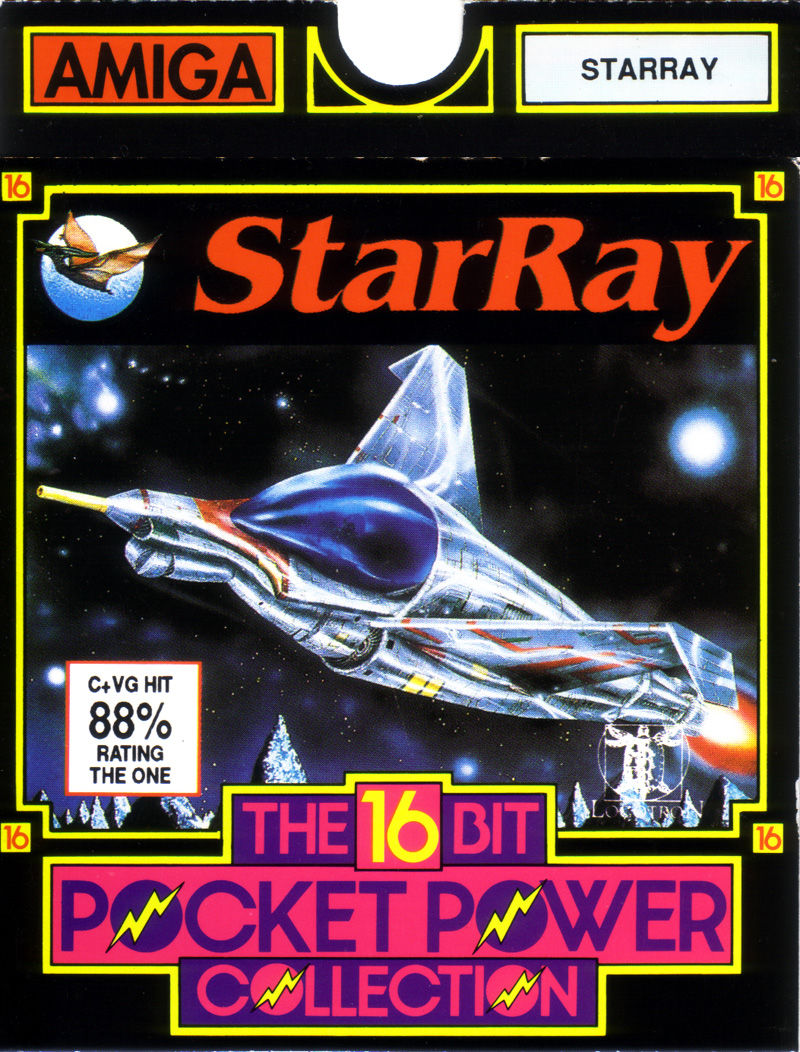 AMIGA
STARRAY
16
16
StarRay
C+VG HIT
88%
RATING
THE ONE
LOGOTRON
16
16
THE 16 BIT
POCKET POWER
COLLECTION